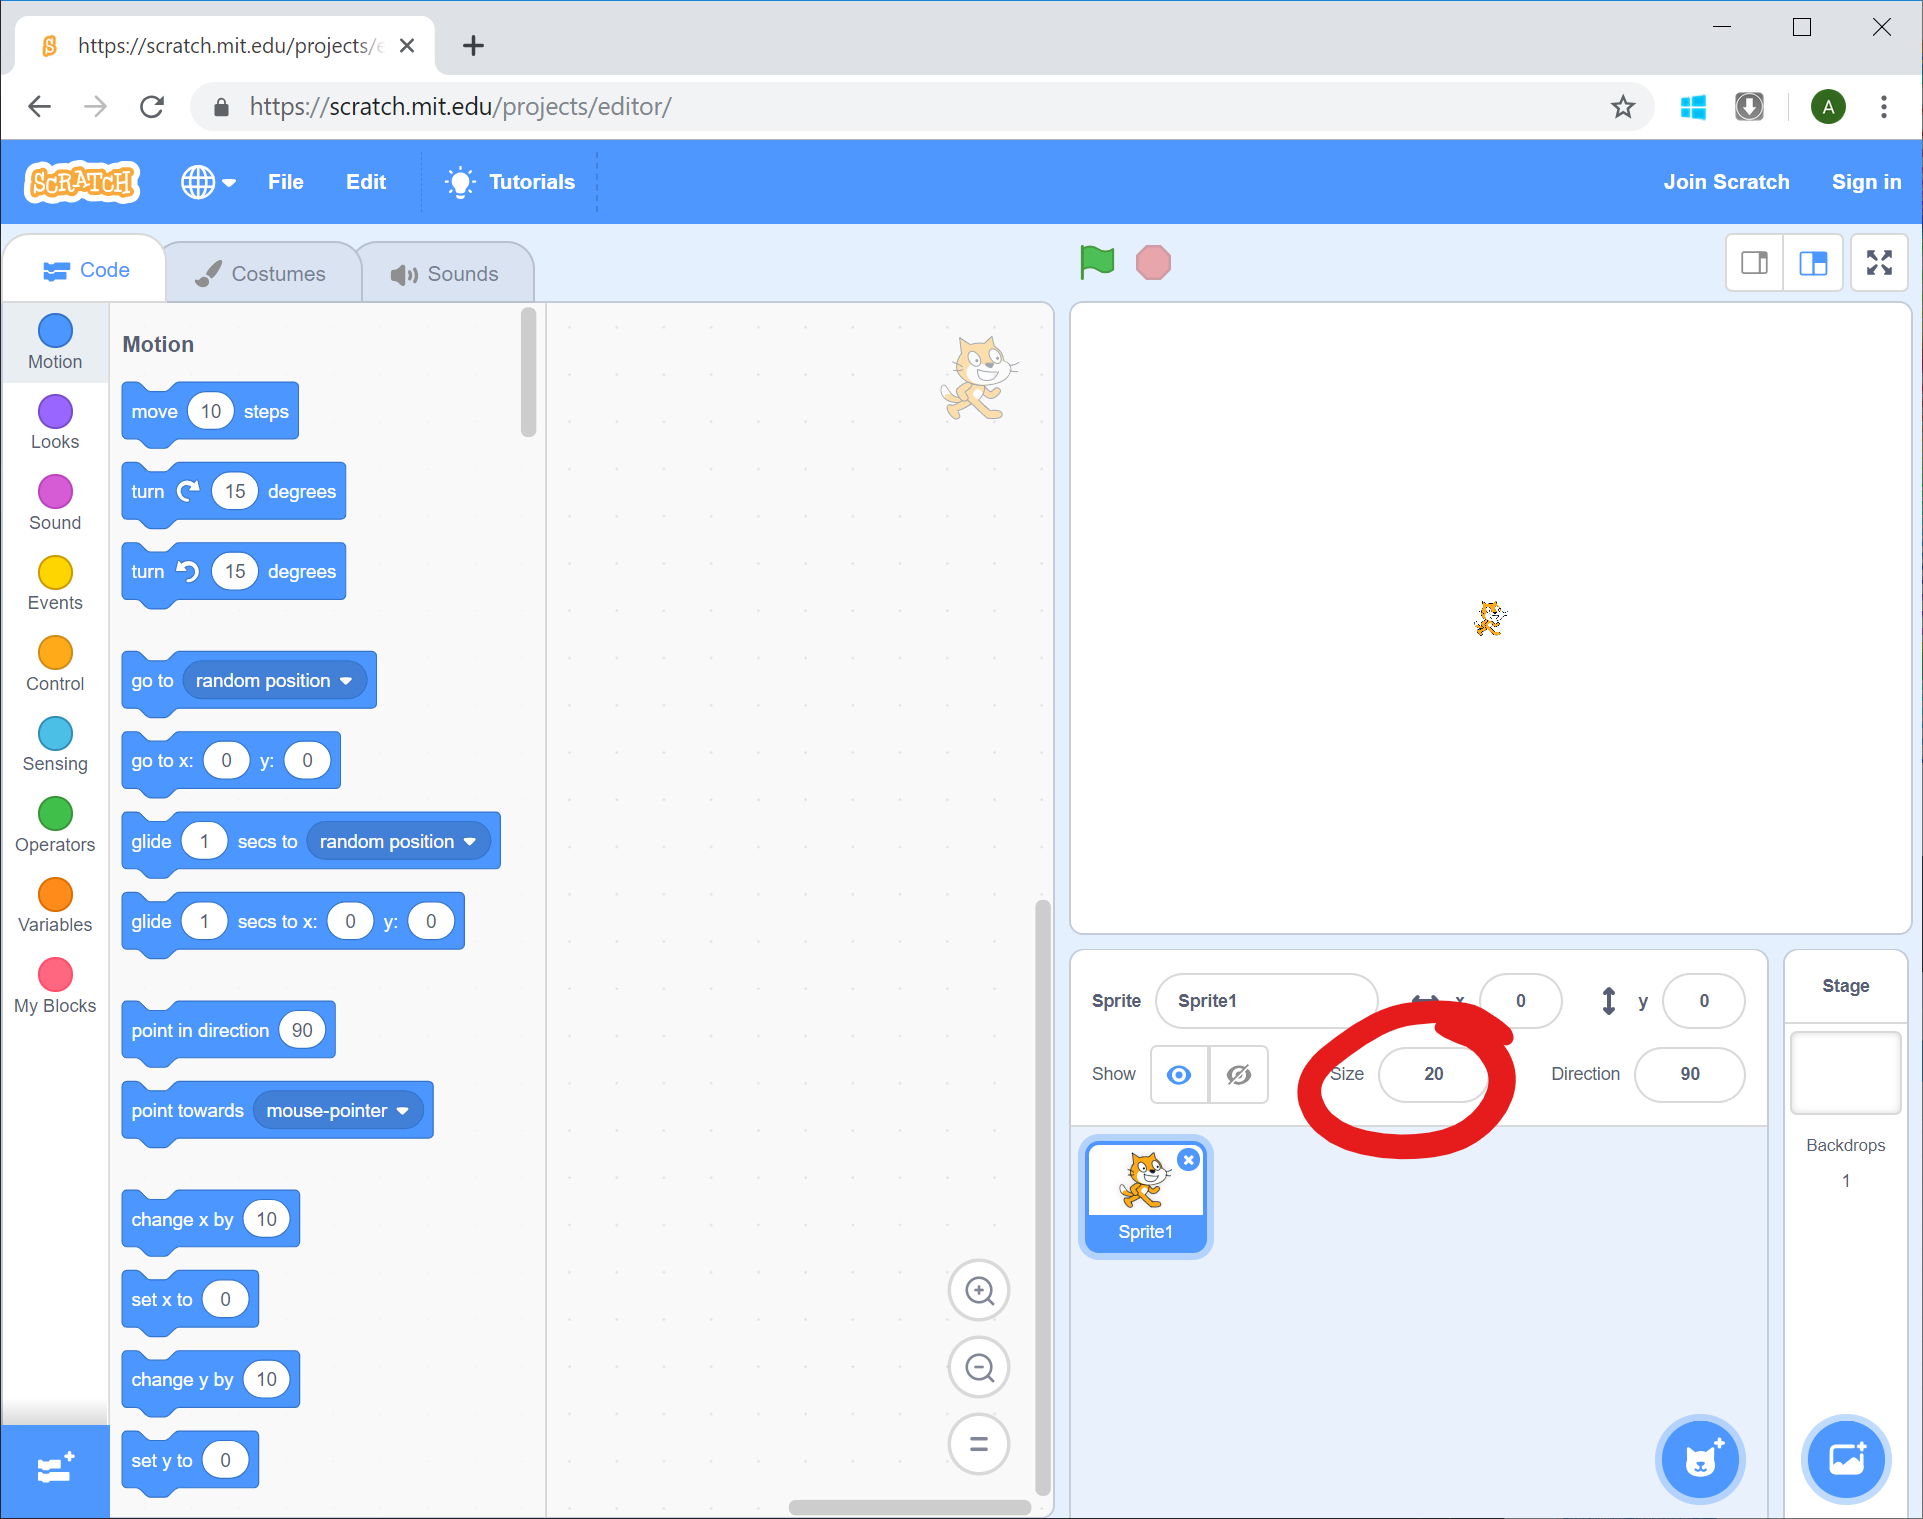 https://scratch.mit.edu/projects/e
https://scratch.mit.edu/projects/editor/
A
SCRATCH
File
Edit
Tutorials
Join Scratch
Sign in
Code
Costumes
Sounds
Motion
Looks
Sound
Events
Control
Sensing
Operators
Variables
My Blocks
Motion
move 10 steps
turn 15 degrees
turn 15 degrees
go to random position
go to x: 0 y: 0
glide 1 secs to random position
glide 1 secs to x: 0 y: 0
point in direction 90
point towards mouse-pointer
change x by 10
set x to 0
change y by 10
set y to 0
Sprite Sprite1 x 0 y 0
Show Size 20 Direction 90
Sprite1
Stage
Backdrops
1